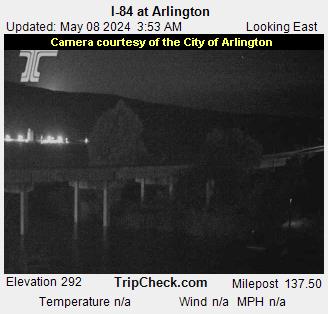 I-84 at Arlington
Updated: May 08 2024 3:53 AM Looking East
Camera courtesy of the City of Arlington
Elevation 292 TripCheck.com Milepost 137.50
Temperature n/a Wind n/a MPH n/a